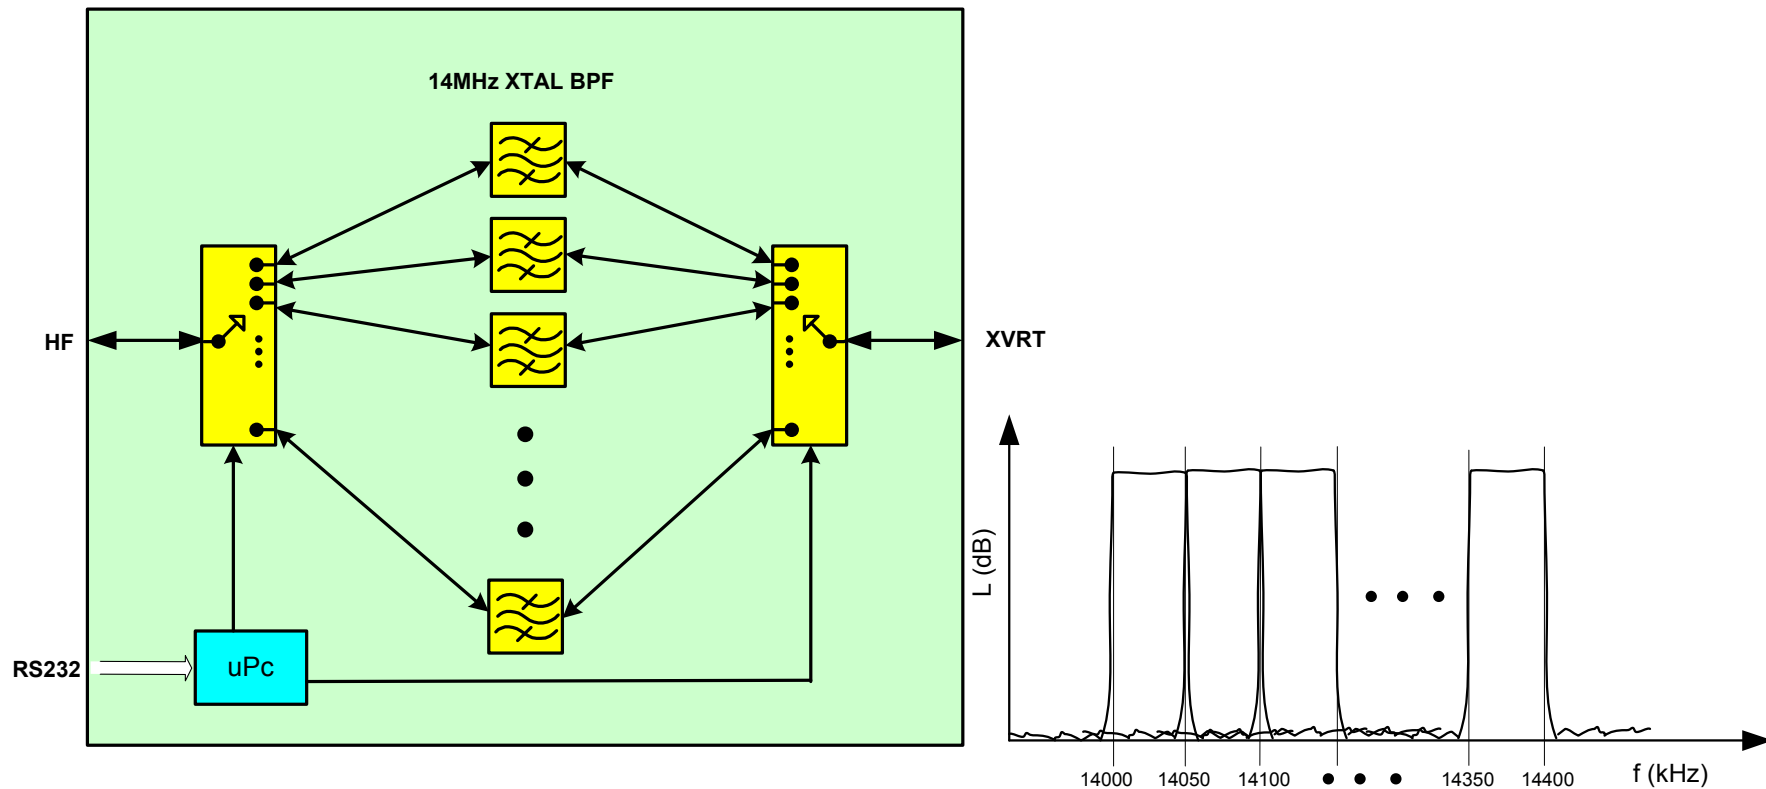 14MHz XTAL BPF
HF
XVRT
RS232
uPc
L (dB)
14000 14050 14100 14350 14400 f (kHz)